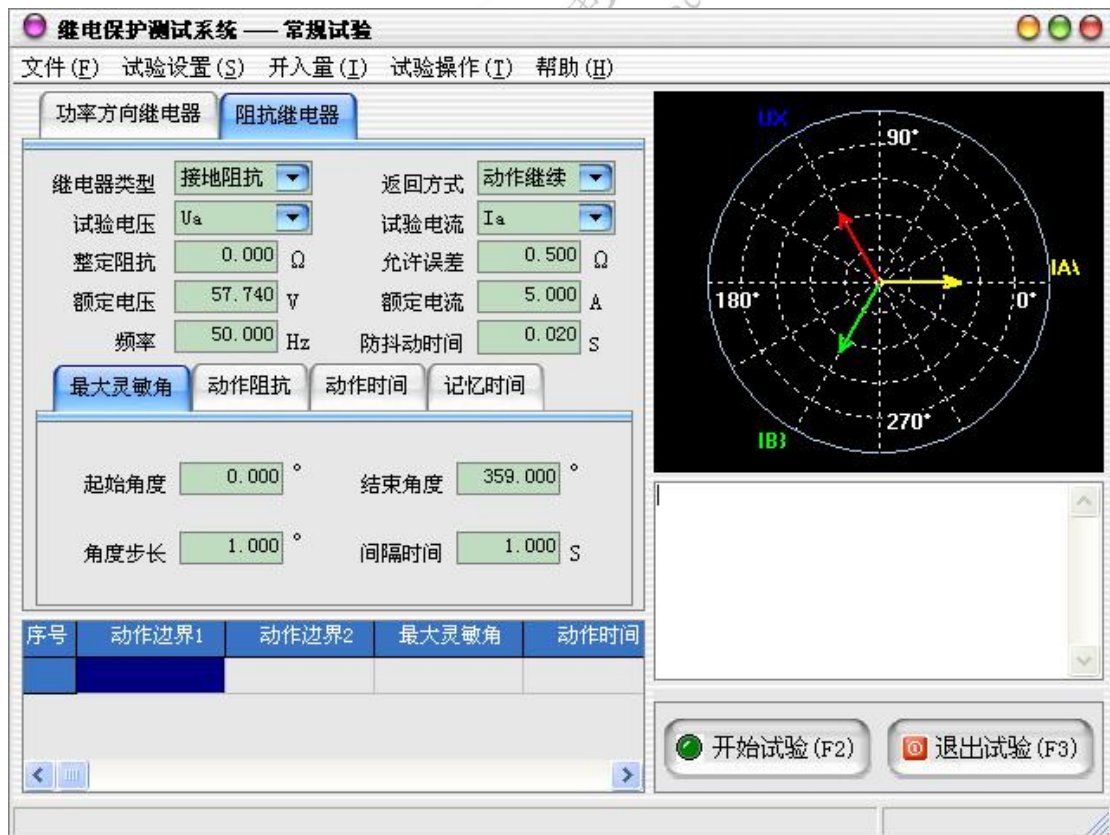 继电保护测试系统 —— 常规试验
文件(F) 试验设置(S) 开入量(I) 试验操作(T) 帮助(H)
功率方向继电器 阻抗继电器
继电器类型 接地阻抗 返回方式 动作继续
试验电压 Ua 试验电流 Ia
整定阻抗 0.000 Ω 允许误差 0.500 Ω
额定电压 57.740 V 额定电流 5.000 A
频率 50.000 Hz 防抖动时间 0.020 S
最大灵敏角 动作阻抗 动作时间 记忆时间
起始角度 0.000 ° 结束角度 359.000 °
角度步长 1.000 ° 间隔时间 1.000 S
序号 动作边界1 动作边界2 最大灵敏角 动作时间
UX
90°
180°
0°
270°
开始试验(F2) 退出试验(F3)